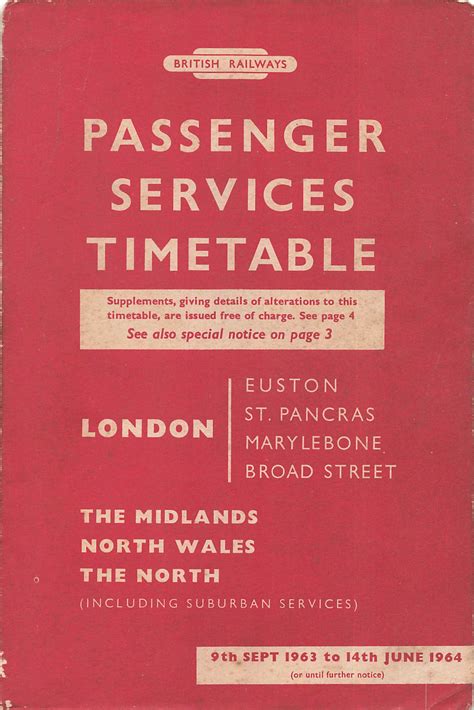 BRITISH RAILWAYS
PASSENGER
SERVICES
TIMETABLE
Supplements, giving details of alterations to this
timetable, are issued free of charge. See page 4
See also special notice on page 3
LONDON
EUSTON
ST. PANCRAS
MARYLEBONE
BROAD STREET
THE MIDLANDS
NORTH WALES
THE NORTH
(INCLUDING SUBURBAN SERVICES)
9th SEPT 1963 to 14th JUNE 1964
(or until further notice)